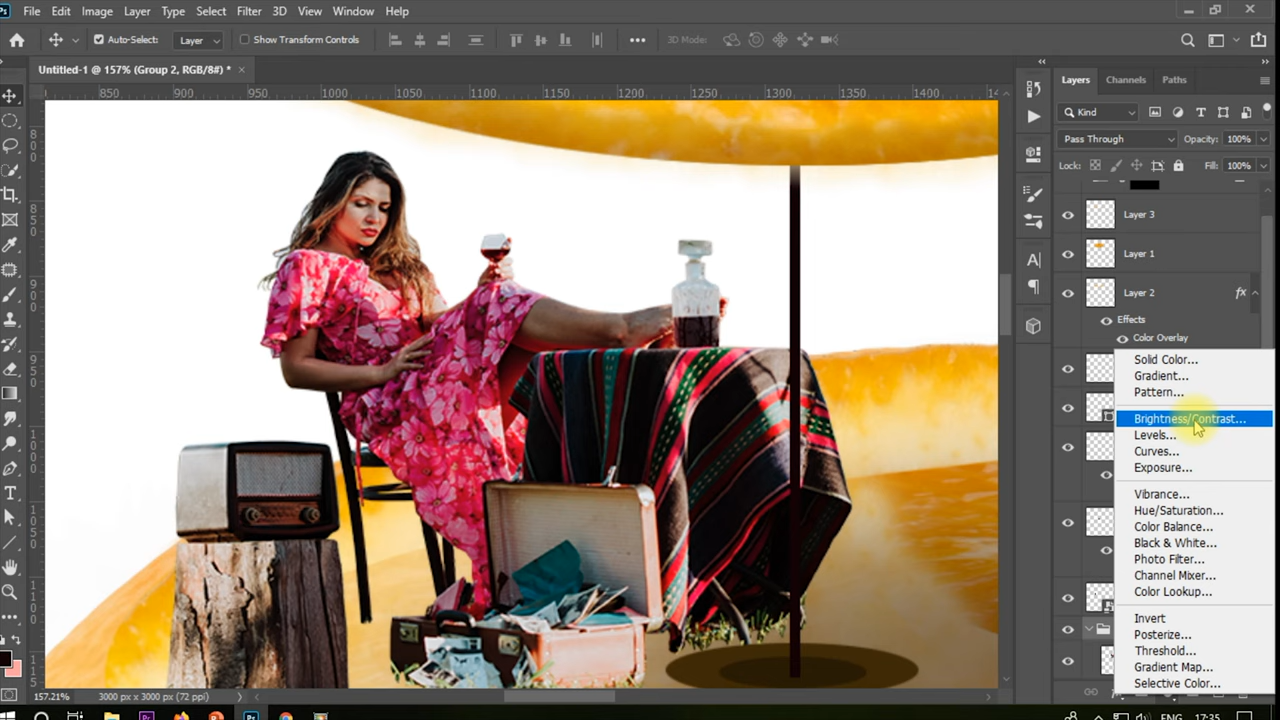 Ps File Edit Image Layer Type Select Filter 3D View Window Help
Auto-Select: Layer Show Transform Controls 3D Mode:
Untitled-1 @ 157% (Group 2, RGB/8#) *
850 900 950 1000 1050 1100 1150 1200 1250 1300 1350 1400
Layers Channels Paths
Kind
Pass Through Opacity: 100%
Lock: Fill: 100%
Layer 3
Layer 1
Layer 2 fx
Effects
Color Overlay
Solid Color...
Gradient...
Pattern...
Brightness/Contrast...
Levels...
Curves...
Exposure...
Vibrance...
Hue/Saturation...
Color Balance...
Black & White...
Photo Filter...
Channel Mixer...
Color Lookup...
Invert
Posterize...
Threshold...
Gradient Map...
Selective Color...
157.21% 3000 px x 3000 px (72 ppi)
ENG 17:35